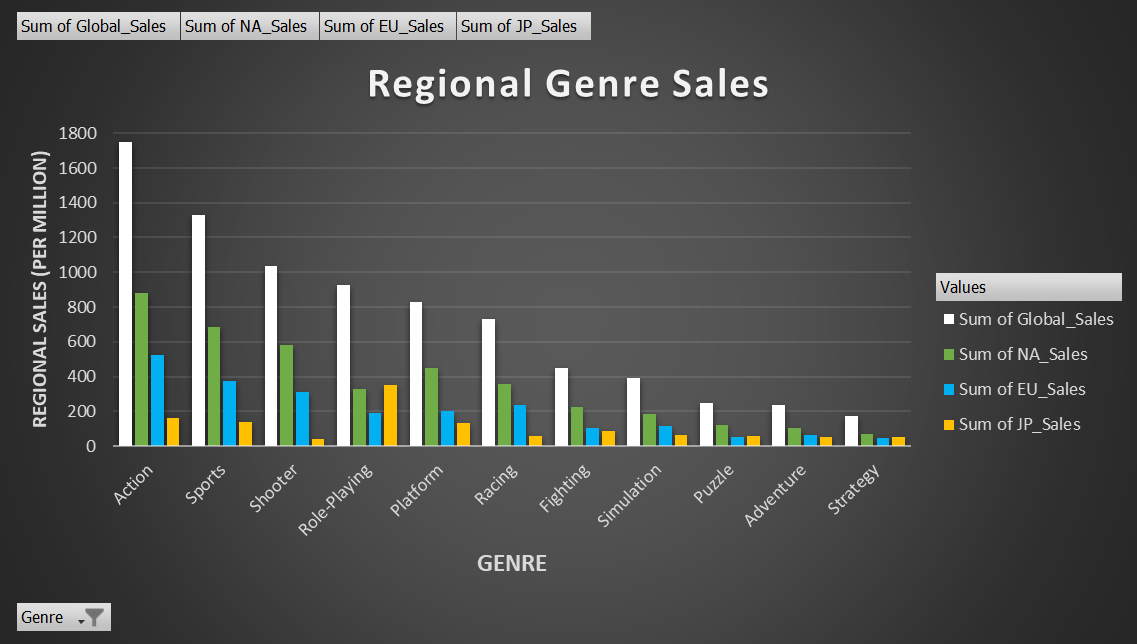 Sum of Global_Sales Sum of NA_Sales Sum of EU_Sales Sum of JP_Sales
Regional Genre Sales
REGIONAL SALES (PER MILLION)
1800
1600
1400
1200
1000
800
600
400
200
0
Action Sports Shooter Role-Playing Platform Racing Fighting Simulation Puzzle Adventure Strategy
GENRE
Values
Sum of Global_Sales
Sum of NA_Sales
Sum of EU_Sales
Sum of JP_Sales
Genre